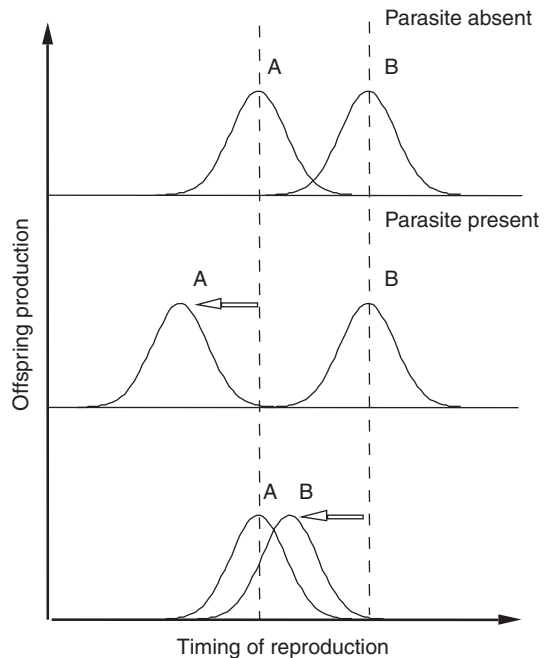 Parasite absent
A
B
Parasite present
A
B
A B
Offspring production
Timing of reproduction